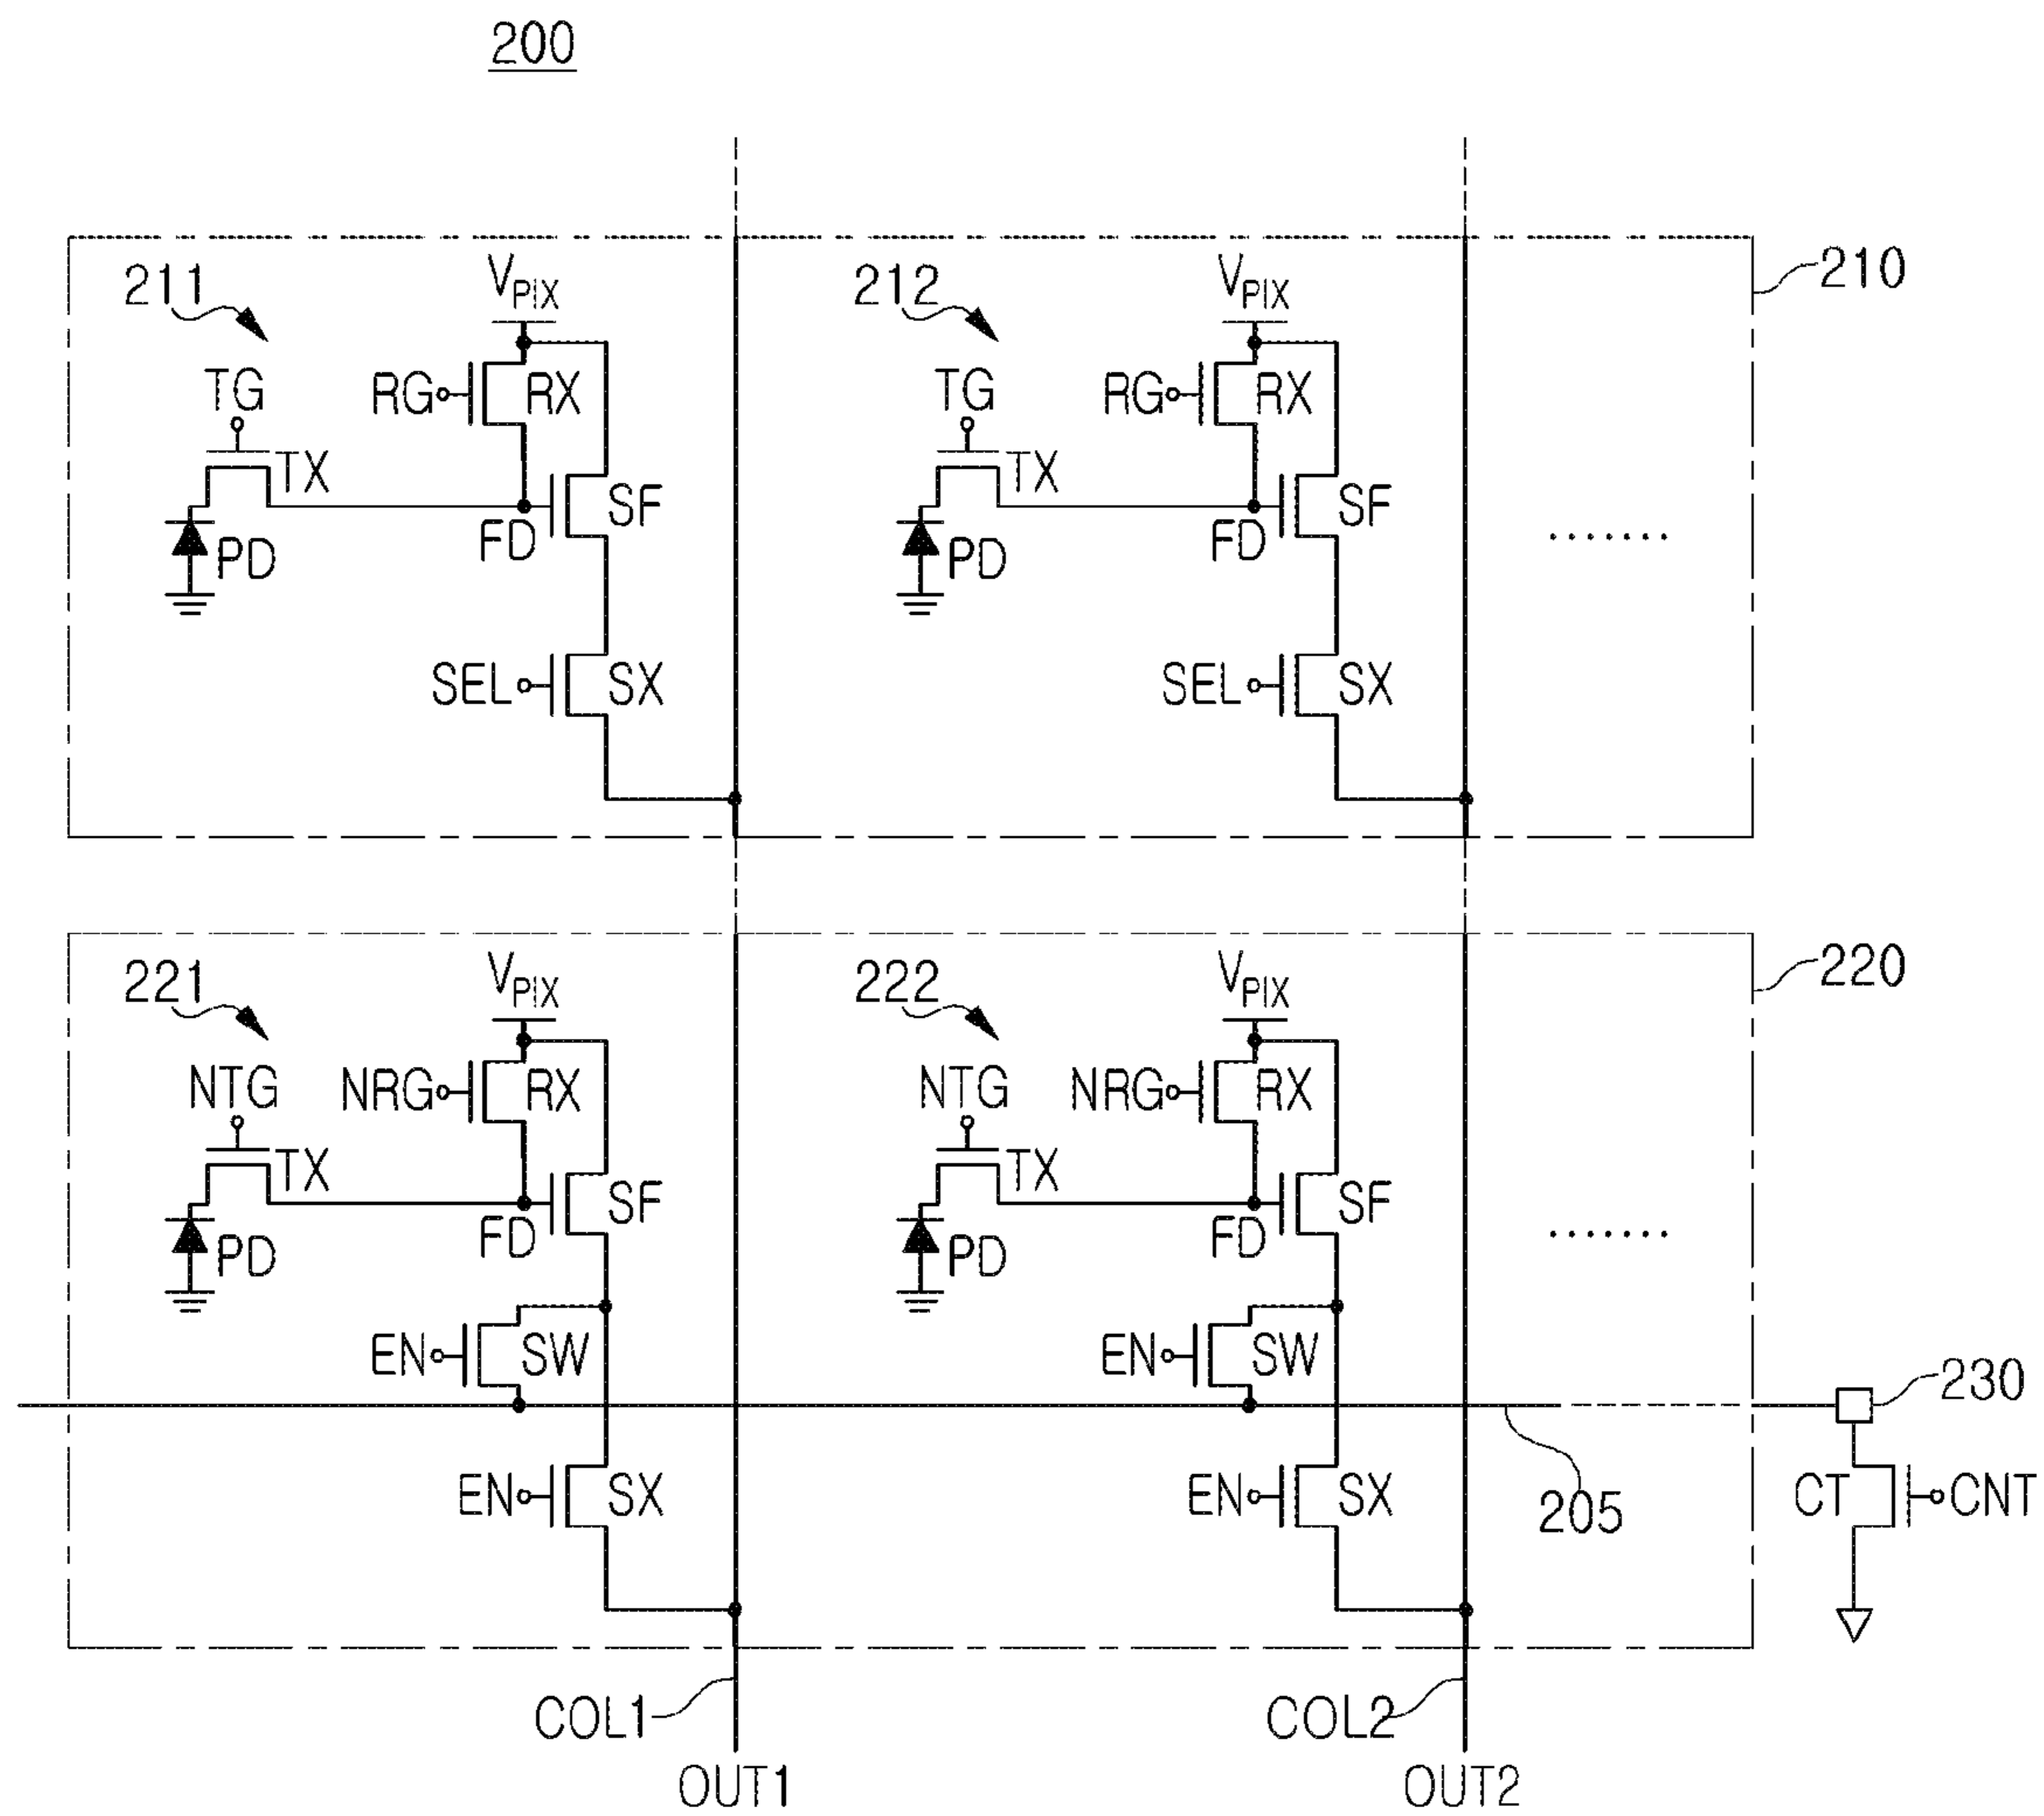 200
211
V_PIX
212
V_PIX
210
TG
RG
RX
TG
RG
RX
TX
SF
TX
SF
PD
FD
PD
FD
.......
SEL
SX
SEL
SX
221
V_PIX
222
V_PIX
220
NTG
NRG
RX
NTG
NRG
RX
TX
SF
TX
SF
PD
FD
PD
FD
.......
EN
SW
EN
SW
230
EN
SX
EN
SX
205
CT
CNT
COL1
COL2
OUT1
OUT2